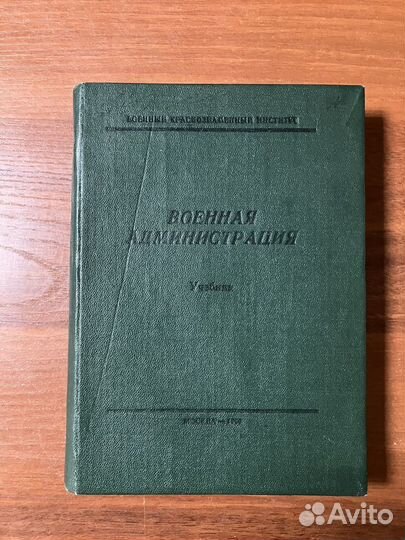 ВОЕННЫЙ КРАСНОЗНАМЕННЫЙ ИНСТИТУТ
ВОЕННАЯ
АДМИНИСТРАЦИЯ
Учебник
МОСКВА —
Avito